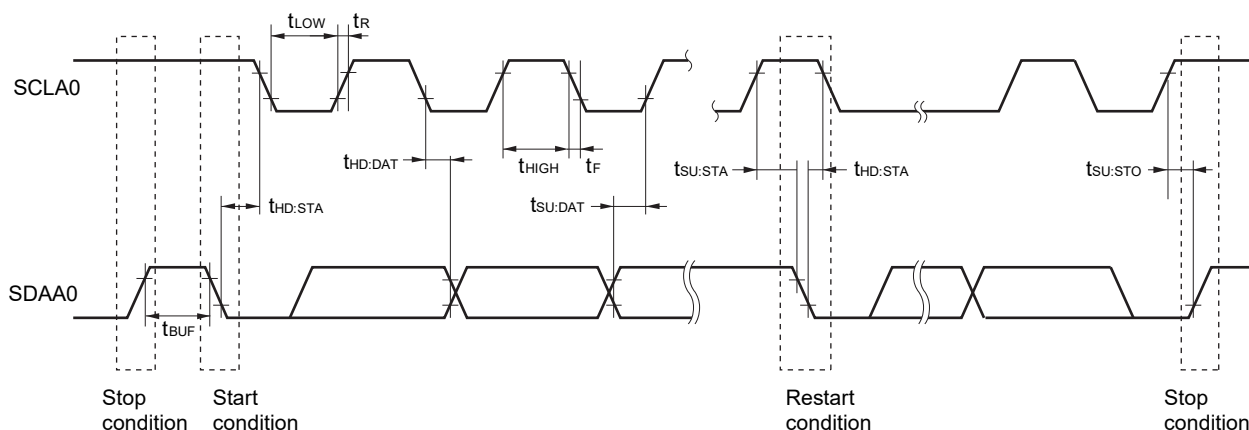 tLOW tR
SCLA0
tHD:DAT tHIGH tF tSU:STA tHD:STA tSU:STO
tHD:STA tSU:DAT
SDAA0
tBUF
Stop condition
Start condition
Restart condition
Stop condition